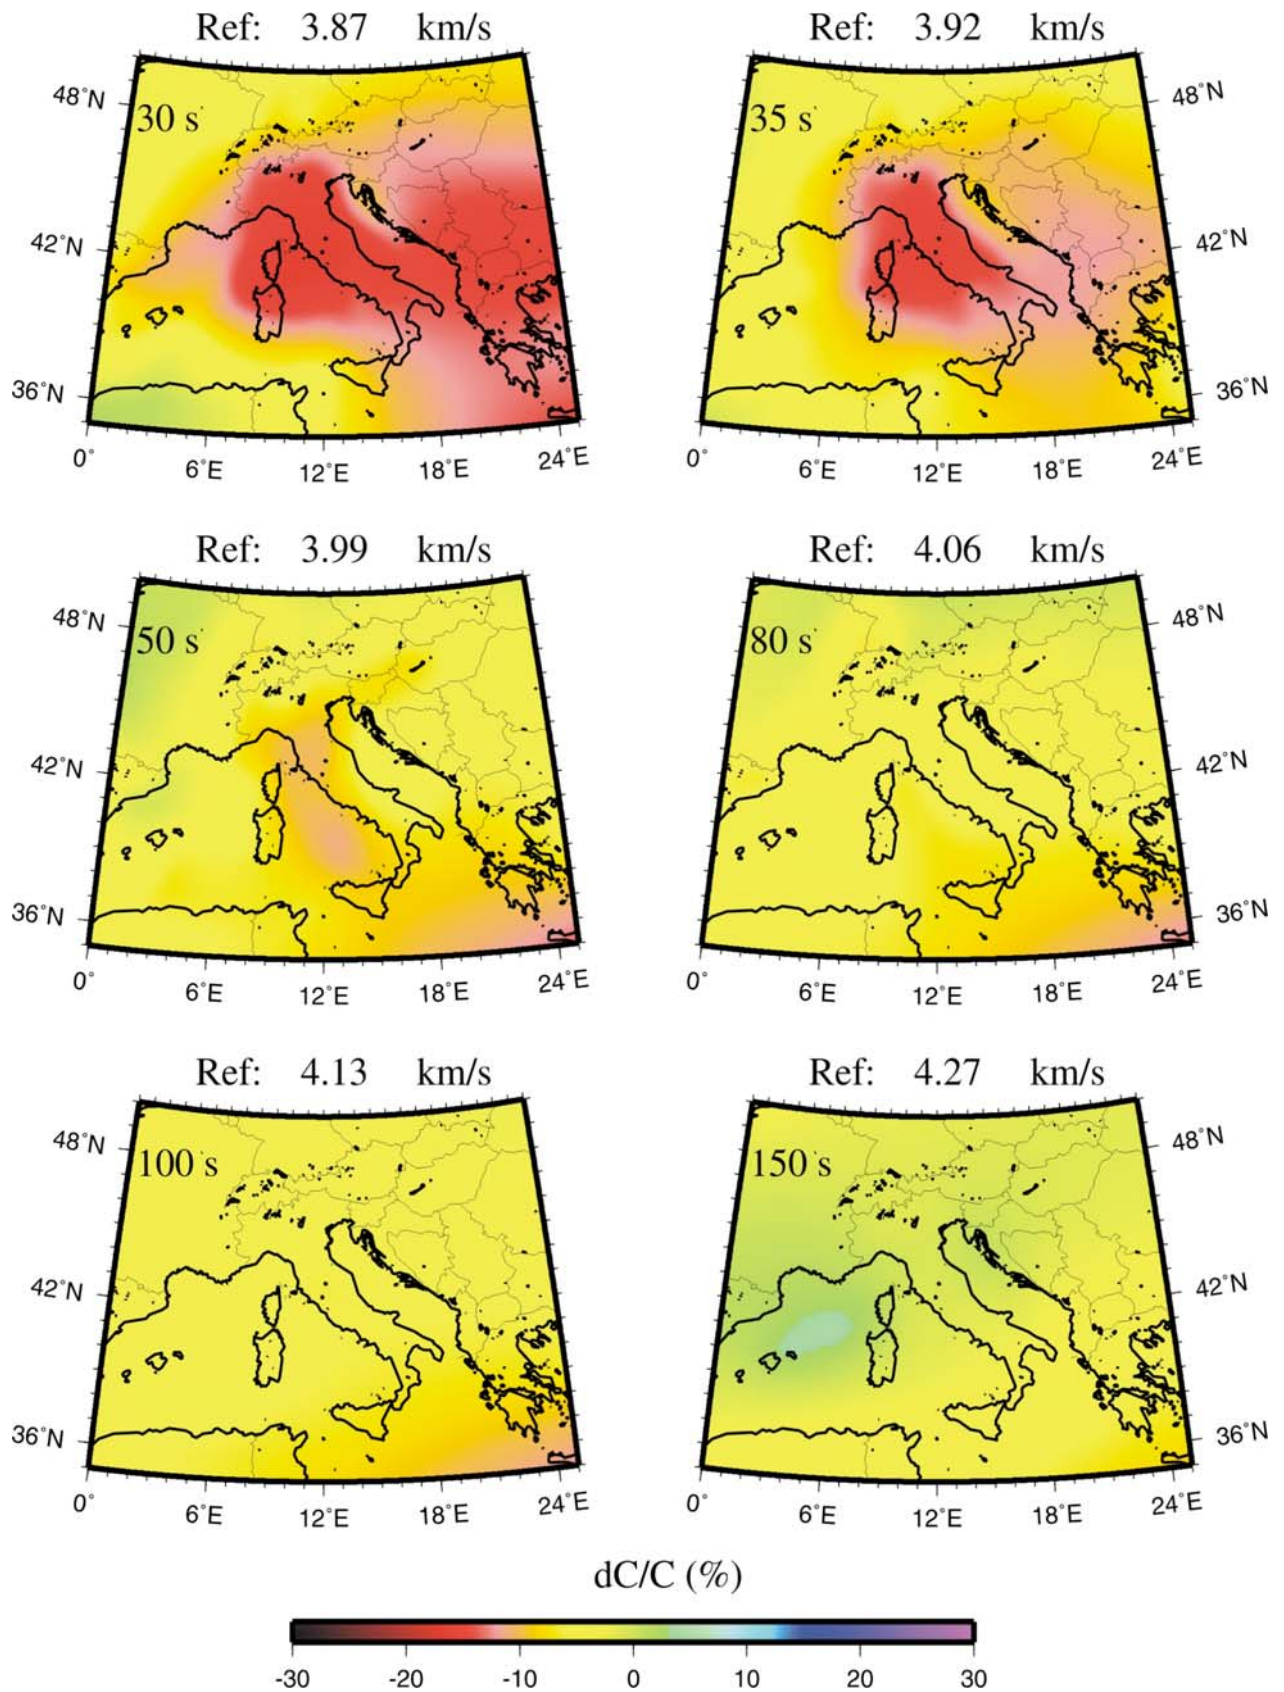 Ref: 3.87 km/s
Ref: 3.92 km/s
48°N
30 s
35 s
48°N
42°N
42°N
36°N
36°N
0° 6°E 12°E 18°E 24°E
0° 6°E 12°E 18°E 24°E
Ref: 3.99 km/s
Ref: 4.06 km/s
48°N
50 s
80 s
48°N
42°N
42°N
36°N
36°N
0° 6°E 12°E 18°E 24°E
0° 6°E 12°E 18°E 24°E
Ref: 4.13 km/s
Ref: 4.27 km/s
48°N
100 s
150 s
48°N
42°N
42°N
36°N
36°N
0° 6°E 12°E 18°E 24°E
0° 6°E 12°E 18°E 24°E
dC/C (%)
-30 -20 -10 0 10 20 30